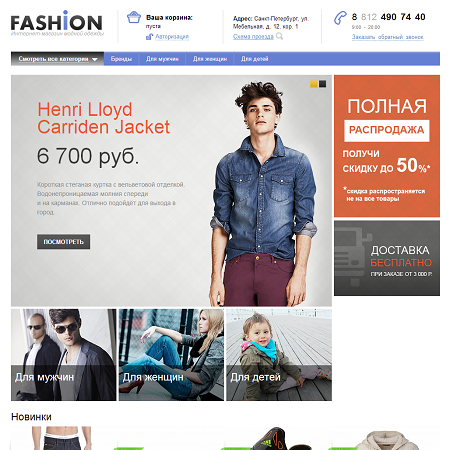 FASHION
интернет магазин модной одежды
Ваша корзина:
пуста
Авторизация
Адрес: Санкт-Петербург, ул.
Мебельная, д. 12, кор. 1
Схема проезда
8 812 490 74 40
9:00 - 20:00
Заказать обратный звонок
Смотреть все категории
Бренды
Для мужчин
Для женщин
Для детей
Henri Lloyd
Carriden Jacket
6 700 руб.
Короткая стеганая куртка с вельветовой отделкой.
Водонепроницаемая молния спереди
и на карманах. Отлично подойдёт для выхода в
город.
ПОСМОТРЕТЬ
ПОЛНАЯ
РАСПРОДАЖА
ПОЛУЧИ
СКИДКУ ДО 50%*
*скидка распространяется
не на все товары
ДОСТАВКА
БЕСПЛАТНО
ПРИ ЗАКАЗЕ ОТ 3 000 Р.
Для мужчин
Для женщин
Для детей
Новинки